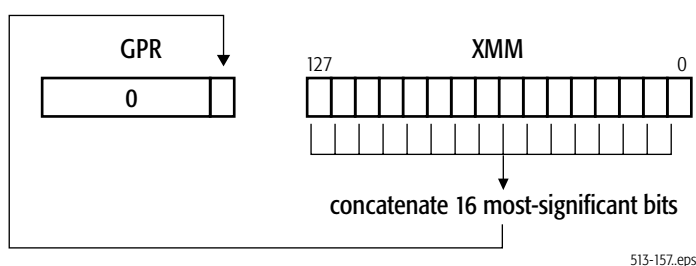 GPR
XMM
127
0
0
concatenate 16 most-significant bits
513-157..eps